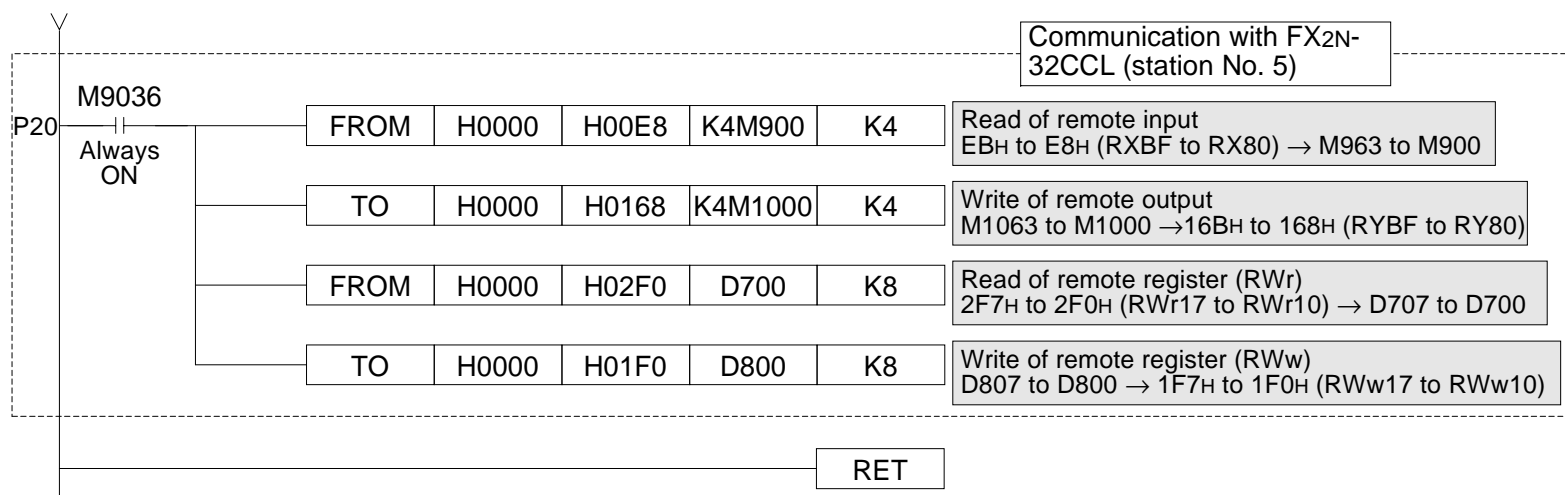 Communication with FX2N-
32CCL (station No. 5)
M9036
P20
Always
ON
FROM H0000 H00E8 K4M900 K4
Read of remote input
EBH to E8H (RXBF to RX80) → M963 to M900
TO H0000 H0168 K4M1000 K4
Write of remote output
M1063 to M1000 →16BH to 168H (RYBF to RY80)
FROM H0000 H02F0 D700 K8
Read of remote register (RWr)
2F7H to 2F0H (RWr17 to RWr10) → D707 to D700
TO H0000 H01F0 D800 K8
Write of remote register (RWw)
D807 to D800 → 1F7H to 1F0H (RWw17 to RWw10)
RET